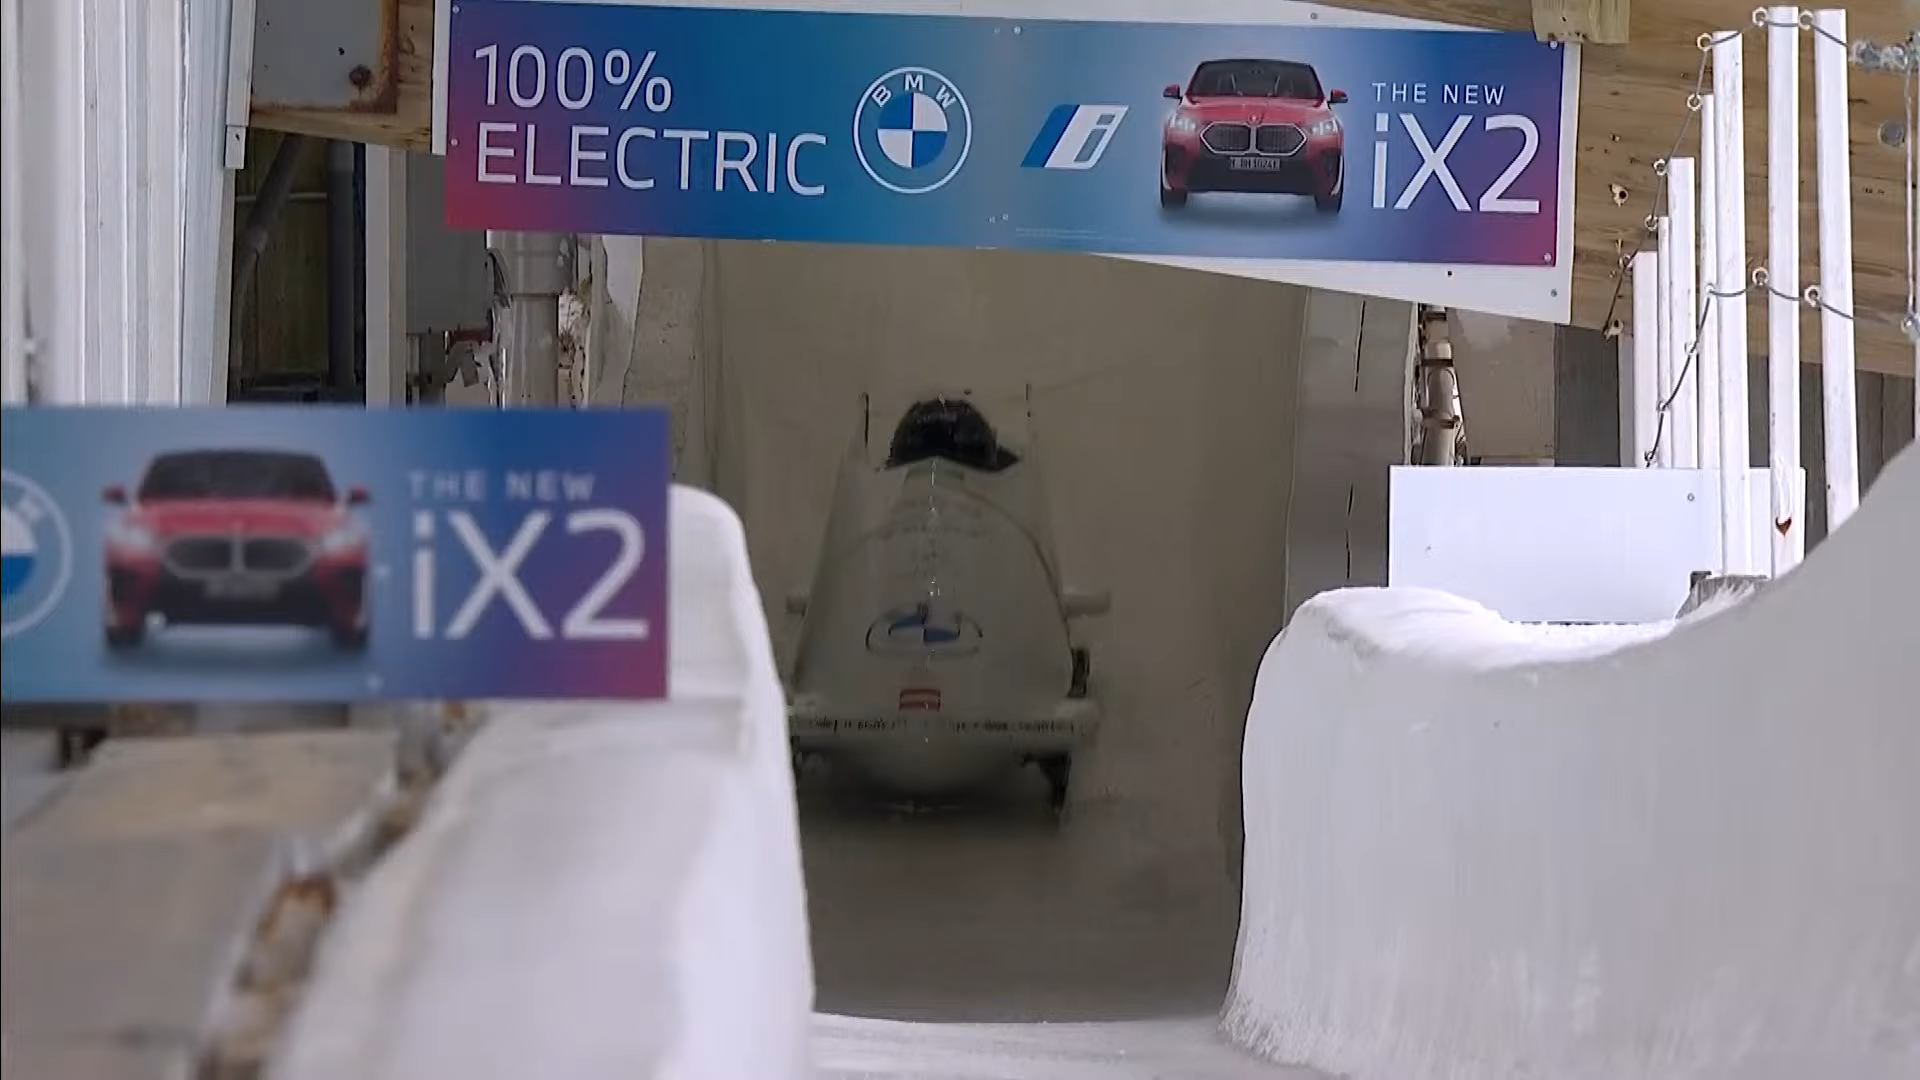 100%
ELECTRIC
BMW
i
THE NEW
iX2
THE NEW
iX2